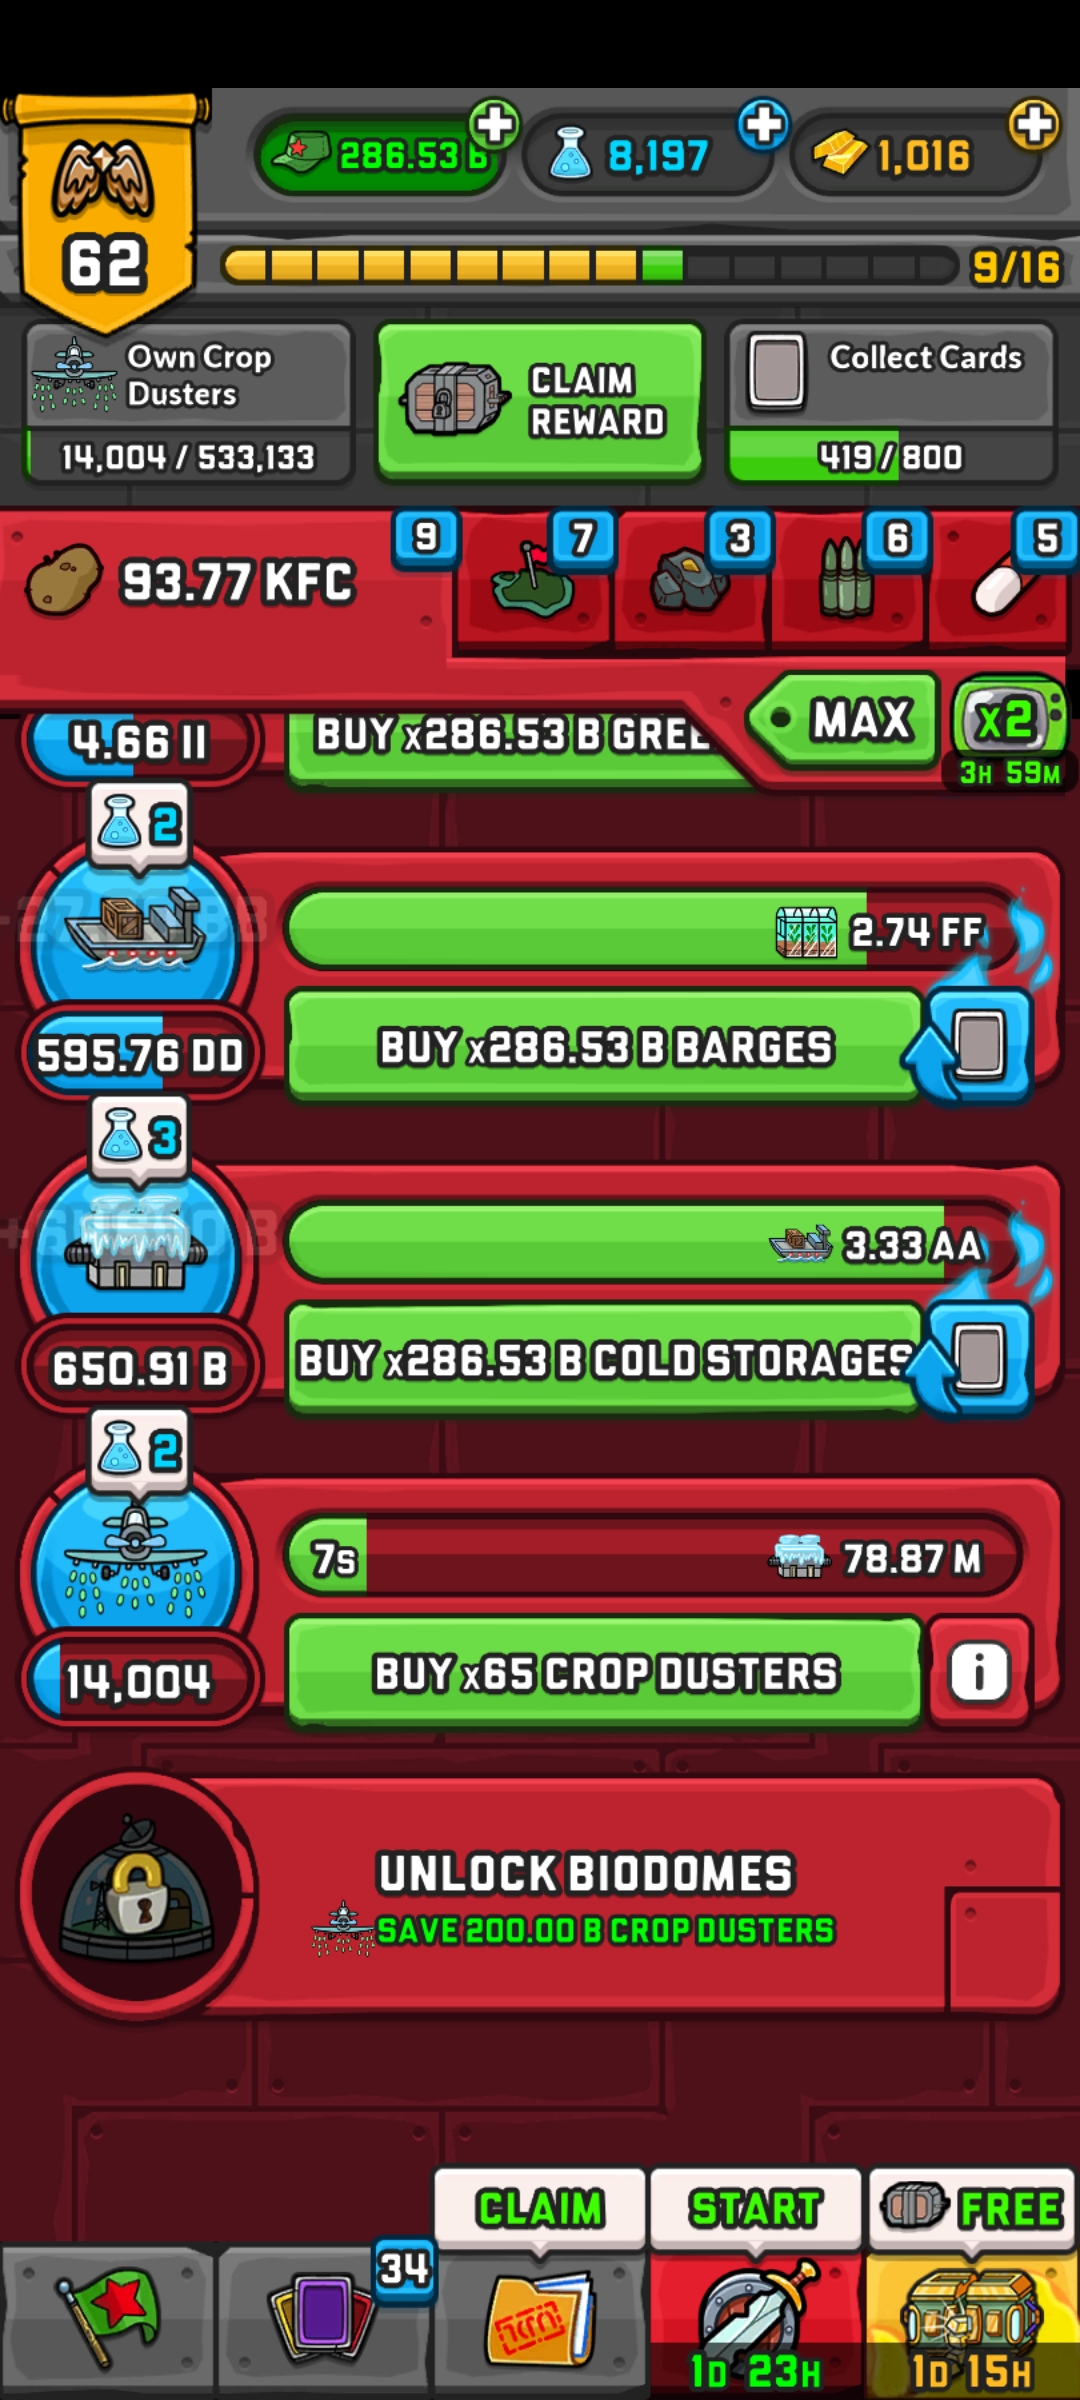 286.53 B
8,197
1,016
62
9/16
Own Crop
Dusters
14,004 / 533,133
CLAIM
REWARD
Collect Cards
419 / 800
93.77 KFC
9
7
3
6
5
MAX
x2
3H 59M
4.66 II
BUY x286.53 B GREE
2
2.74 FF
595.76 DD
BUY x286.53 B BARGES
3
3.33 AA
650.91 B
BUY x286.53 B COLD STORAGES
2
7s
78.87 M
14,004
BUY x65 CROP DUSTERS
i
UNLOCK BIODOMES
SAVE 200.00 B CROP DUSTERS
CLAIM
START
FREE
34
1D 23H
1D 15H